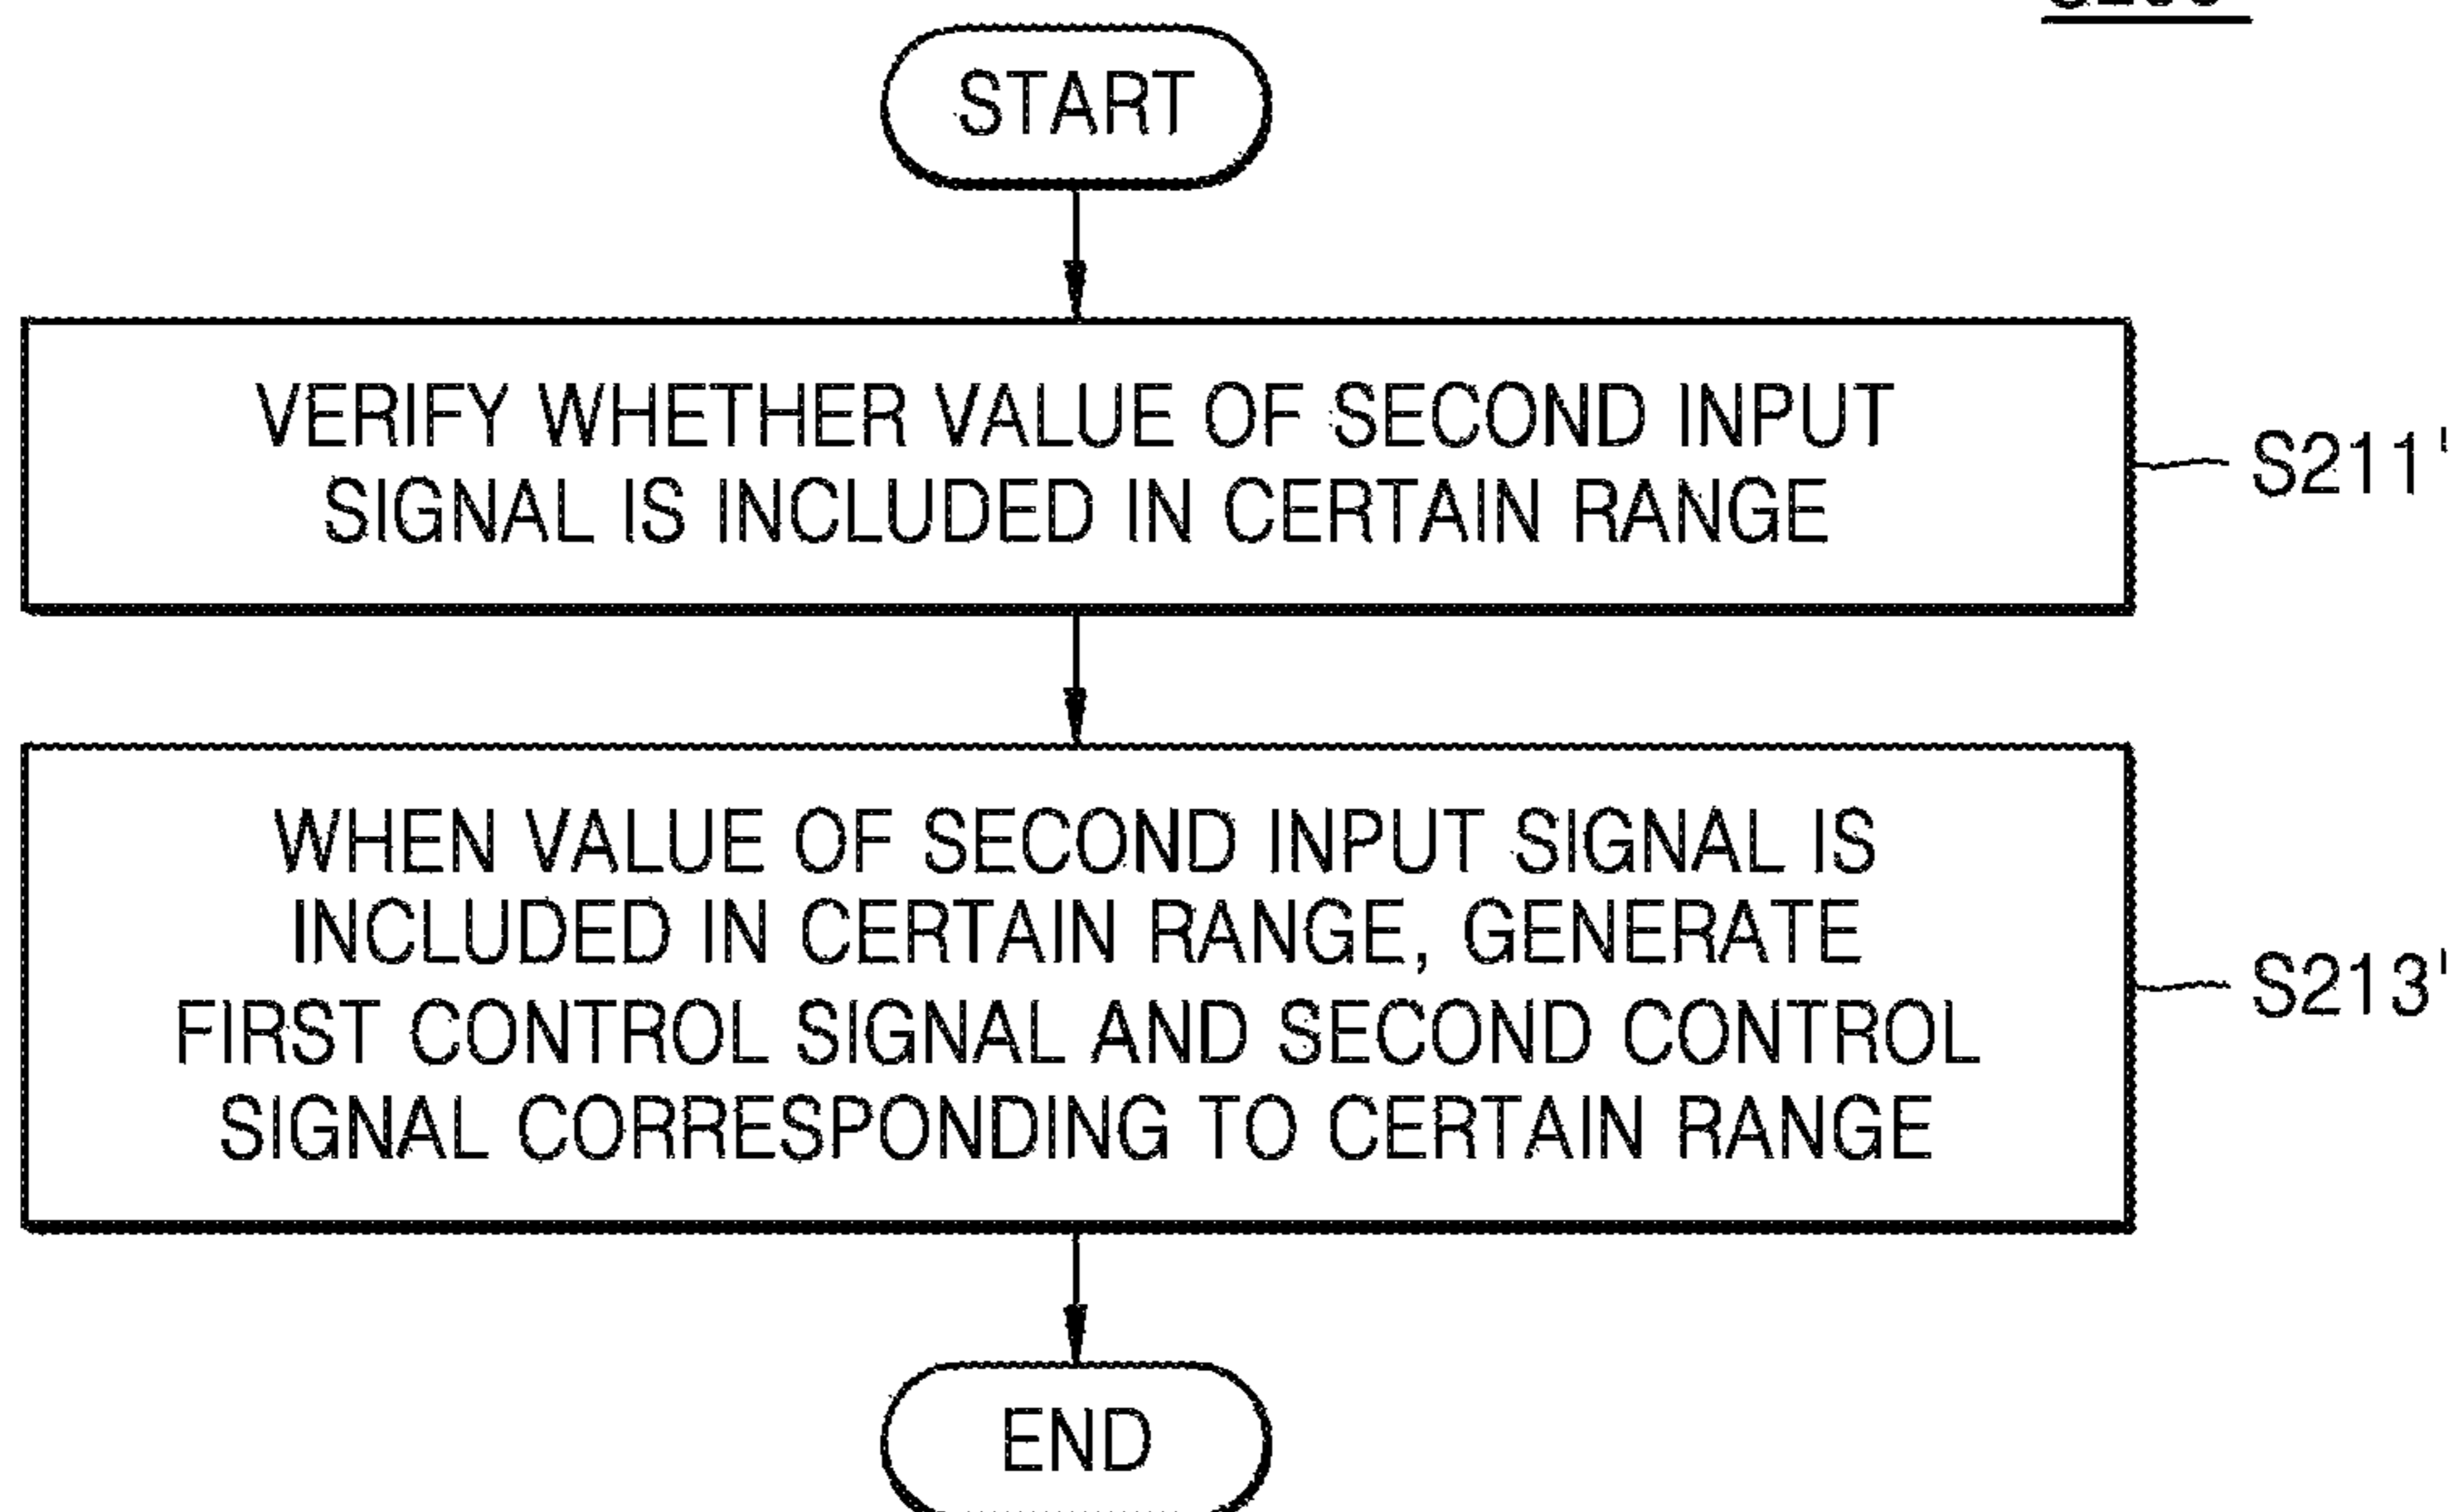 START
VERIFY WHETHER VALUE OF SECOND INPUT
SIGNAL IS INCLUDED IN CERTAIN RANGE
S211'
WHEN VALUE OF SECOND INPUT SIGNAL IS
INCLUDED IN CERTAIN RANGE, GENERATE
FIRST CONTROL SIGNAL AND SECOND CONTROL
SIGNAL CORRESPONDING TO CERTAIN RANGE
S213'
END